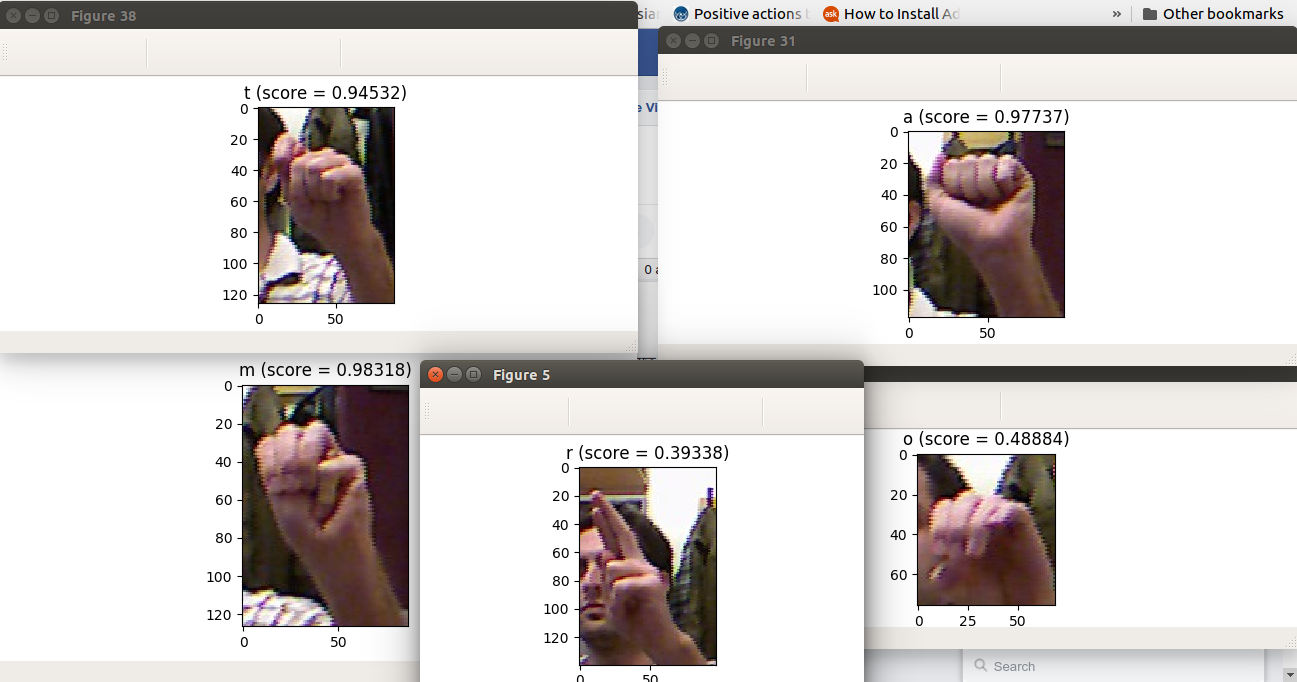 Figure 38
Positive actions t
ask
How to Install Ad
»
Other bookmarks
Figure 31
t (score = 0.94532)
0
20
40
60
80
100
120
0
50
e Vi
0 a
a (score = 0.97737)
0
20
40
60
80
100
0
50
m (score = 0.98318)
0
20
40
60
80
100
120
0
50
Figure 5
r (score = 0.39338)
0
20
40
60
80
100
120
0
50
o (score = 0.48884)
0
20
40
60
0
25
50
Search